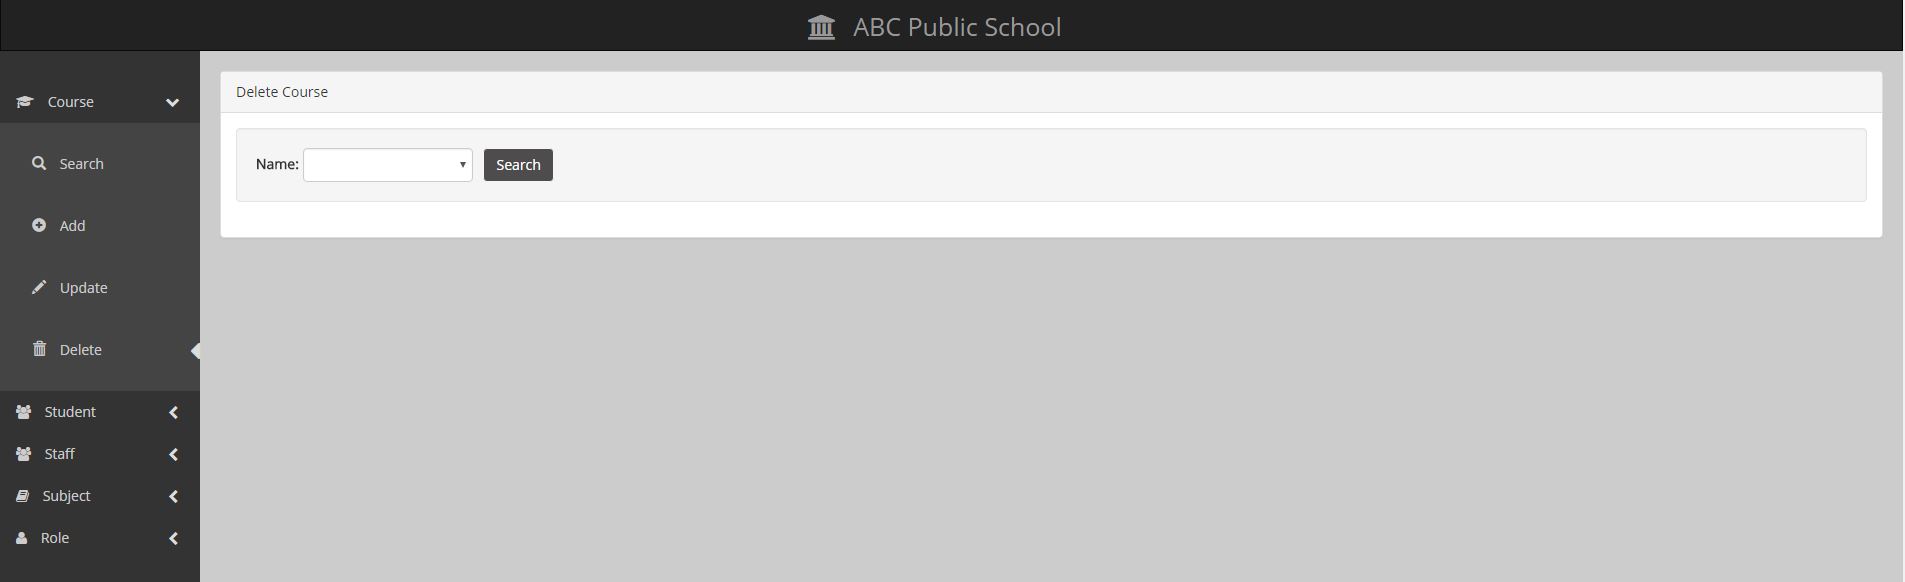 ABC Public School
Course
Search
Add
Update
Delete
Student
Staff
Subject
Role
Delete Course
Name: Search